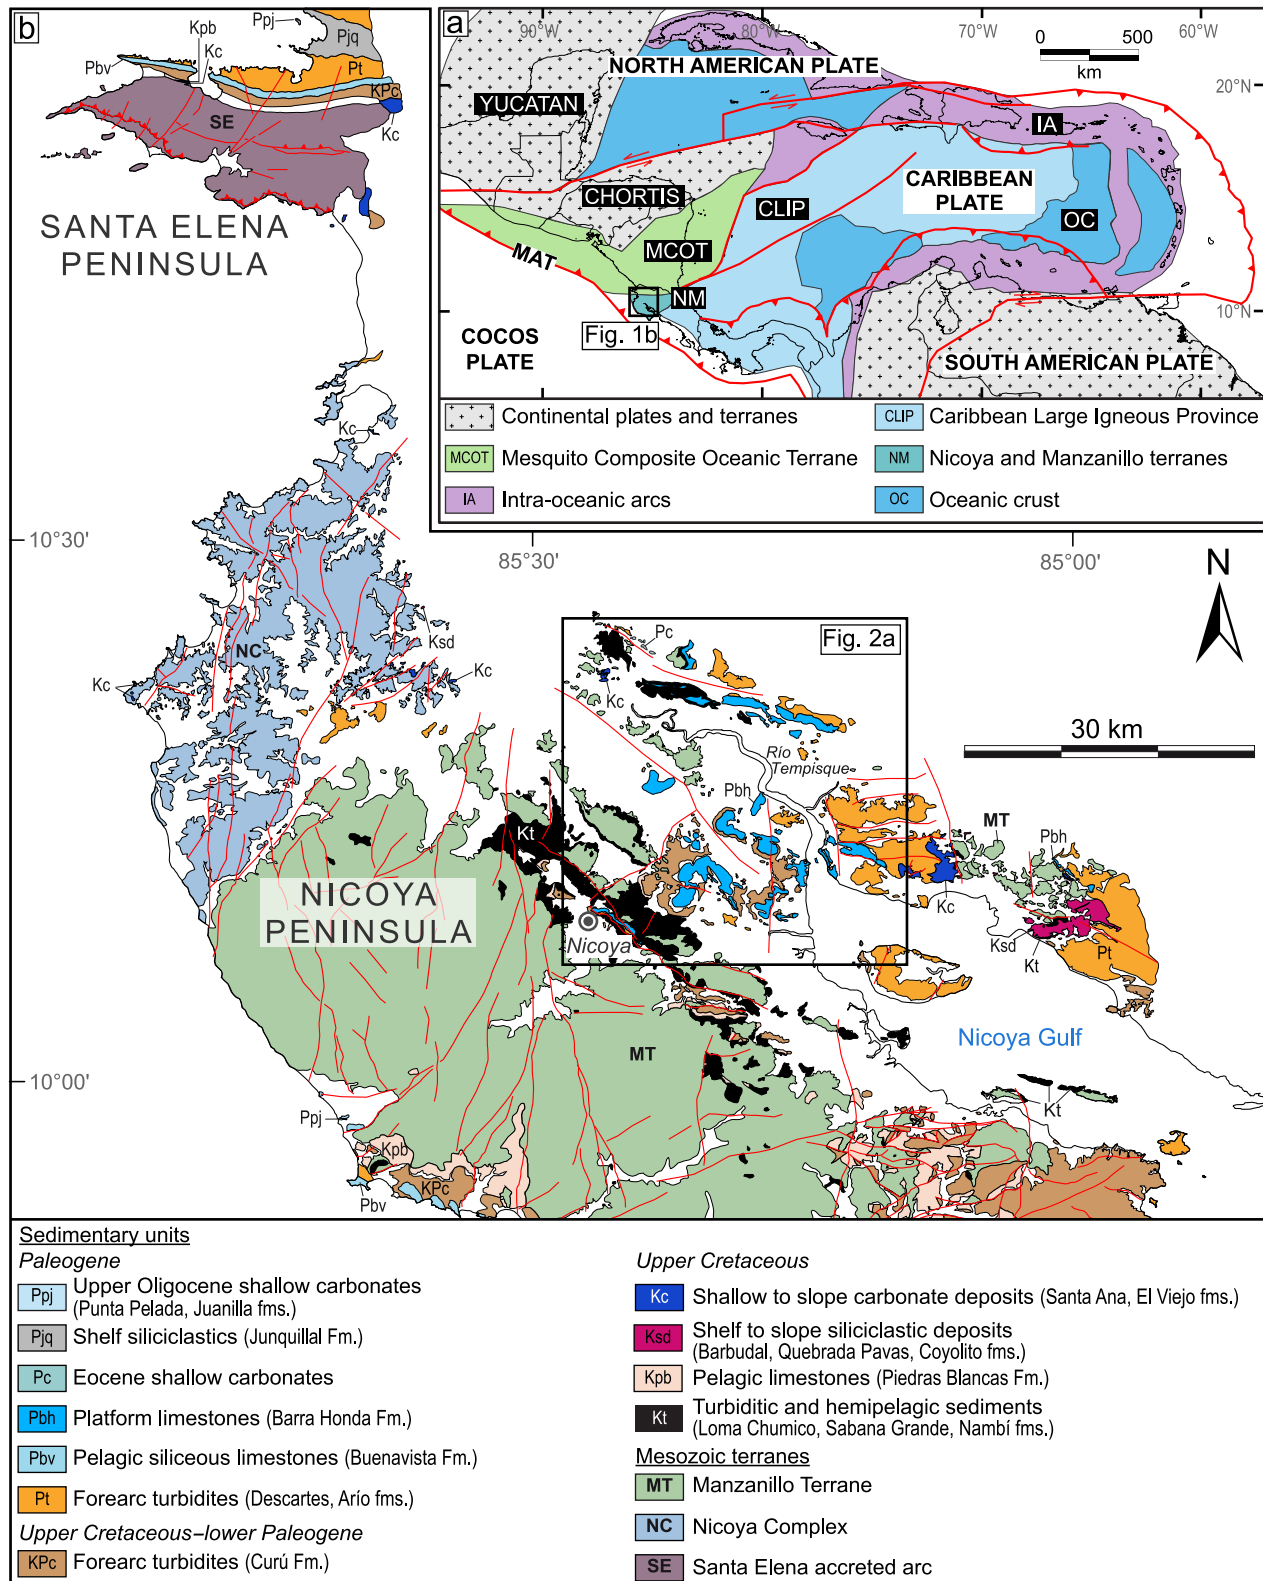 b
Ppj
Kpb
Kc
Pjq
Pbv
Pt
KPc
SE
Kc
SANTA ELENA
PENINSULA
a
90°W
80°W
70°W
60°W
0 500
km
NORTH AMERICAN PLATE
20°N
YUCATAN
IA
CHORTIS
CLIP
CARIBBEAN
PLATE
OC
MCOT
MAT
NM
10°N
Fig. 1b
COCOS
PLATE
SOUTH AMERICAN PLATE
Continental plates and terranes
CLIP Caribbean Large Igneous Province
MCOT Mesquito Composite Oceanic Terrane
NM Nicoya and Manzanillo terranes
IA Intra-oceanic arcs
OC Oceanic crust
Kc
10°30'
85°30'
85°00'
N
Fig. 2a
Pc
Ksd
NC
Kc
Kc
Kc
30 km
Río
Tempisque
Pbh
MT
Pbh
Kt
NICOYA
PENINSULA
Kc
Nicoya
Ksd
Kt
Pt
Nicoya Gulf
MT
10°00'
Kt
Ppj
Kpb
KPc
Pbv
Sedimentary units
Paleogene
Ppj Upper Oligocene shallow carbonates
(Punta Pelada, Juanilla fms.)
Pjq Shelf siliciclastics (Junquillal Fm.)
Pc Eocene shallow carbonates
Pbh Platform limestones (Barra Honda Fm.)
Pbv Pelagic siliceous limestones (Buenavista Fm.)
Pt Forearc turbidites (Descartes, Arío fms.)
Upper Cretaceous–lower Paleogene
KPc Forearc turbidites (Curú Fm.)
Upper Cretaceous
Kc Shallow to slope carbonate deposits (Santa Ana, El Viejo fms.)
Ksd Shelf to slope siliciclastic deposits
(Barbudal, Quebrada Pavas, Coyolito fms.)
Kpb Pelagic limestones (Piedras Blancas Fm.)
Kt Turbiditic and hemipelagic sediments
(Loma Chumico, Sabana Grande, Nambí fms.)
Mesozoic terranes
MT Manzanillo Terrane
NC Nicoya Complex
SE Santa Elena accreted arc